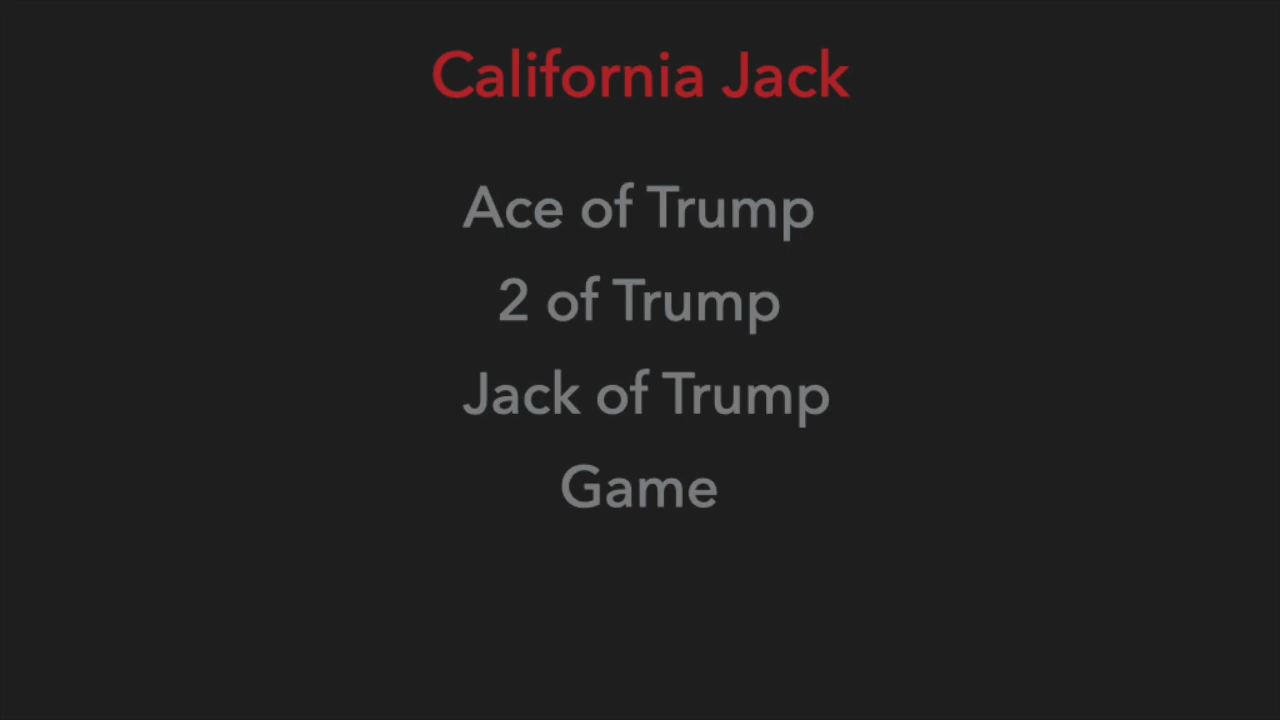 California Jack
Ace of Trump
2 of Trump
Jack of Trump
Game